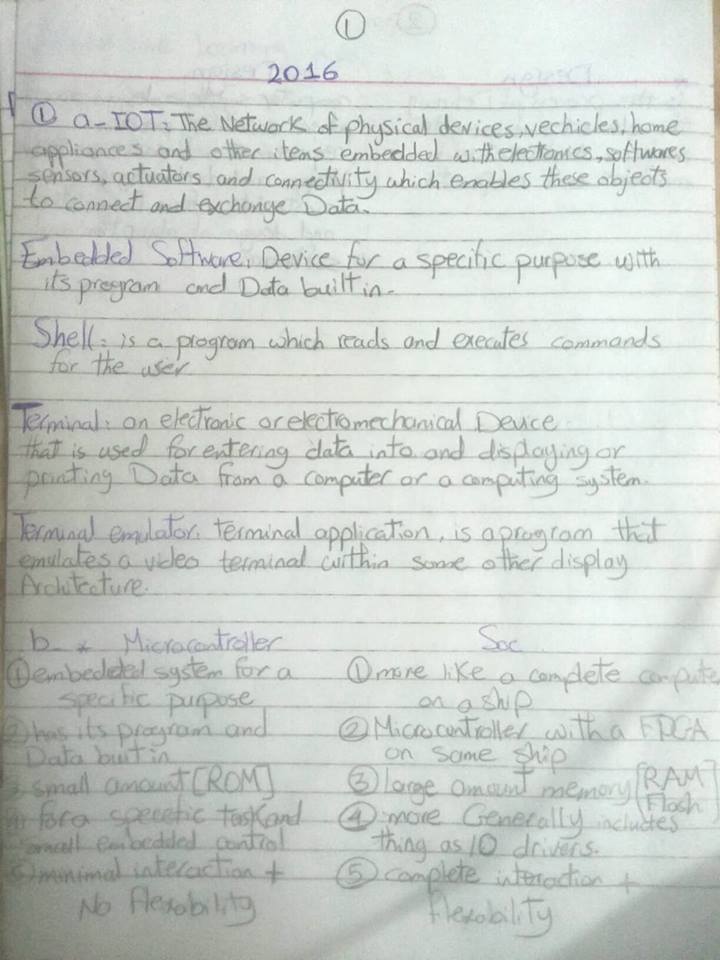 1
2016
① a-IOT: The Network of physical devices, vechicles, home
appliances and other items embedded with electronics, softwares
sensors, actuators and connectivity which enables these objects
to connect and exchange Data.
Embedded Software: Device for a specific purpose with
its program and Data built in.
Shell: is a program which reads and executes commands
for the user
Terminal: an electronic or electromechanical Device
that is used for entering data into and displaying or
printing Data from a computer or a computing system.
Terminal emulator: terminal application, is a program that
emulates a video terminal within some other display
Architecture.
b- * Microcontroller Soc
① embedded system for a ① more like a complete compute
specific purpose on a ship
② has its program and ② Microcontroller with a FPGA
Data built in on same ship
3 small amount [ROM] ③ large amount memory [RAM
Flash]
4 for a specefic task and ④ more Generally includes
small embedded control thing as IO drivers.
5 minimal interaction + ⑤ complete interaction +
No flexobility flexobility